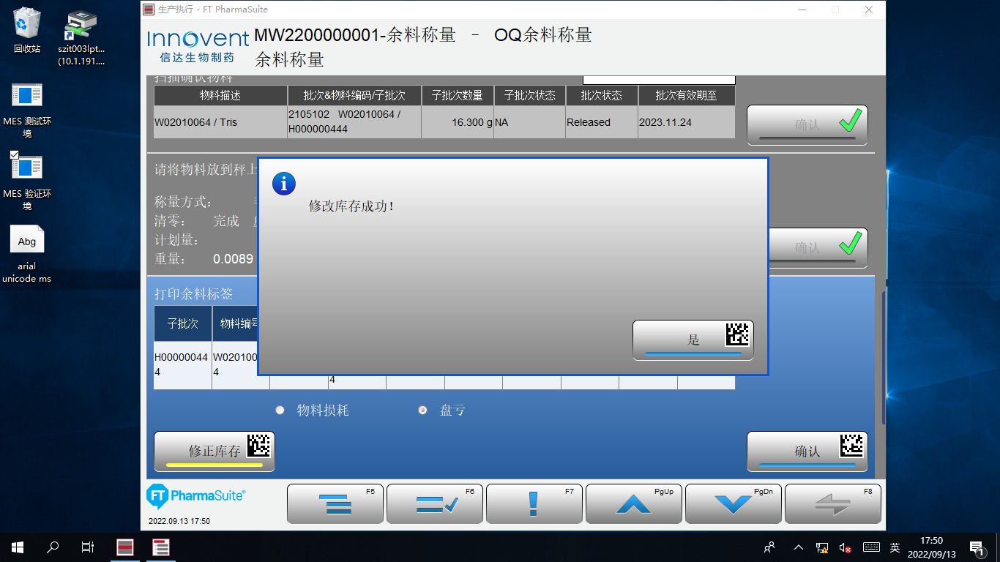 生产执行 - FT PharmaSuite
回收站
szit003lpt...
(10.1.191....
MES 测试环
境
MES 验证环
境
Abg
arial
unicode ms
Innovent
信达生物制药
MW2200000001-余料称量 - OQ余料称量
余料称量
扫描确认物料
物料描述 批次&物料编码/子批次 子批次数量 子批次状态 批次状态 批次有效期至
W02010064 / Tris 2105102 W02010064 / H000000444 16.300 g NA Released 2023.11.24
确认
请将物料放到秤上
称量方式:
清零: 完成
计划量:
重量: 0.0089
确认
i
修改库存成功!
是
打印余料标签
子批次 物料编号
H00000044
4
W020100
4
4
物料损耗 盘亏
修正库存
确认
FT PharmaSuite®
2022.09.13 17:50
F5 F6 F7 PgUp PgDn F8
英
17:50
2022/09/13
1